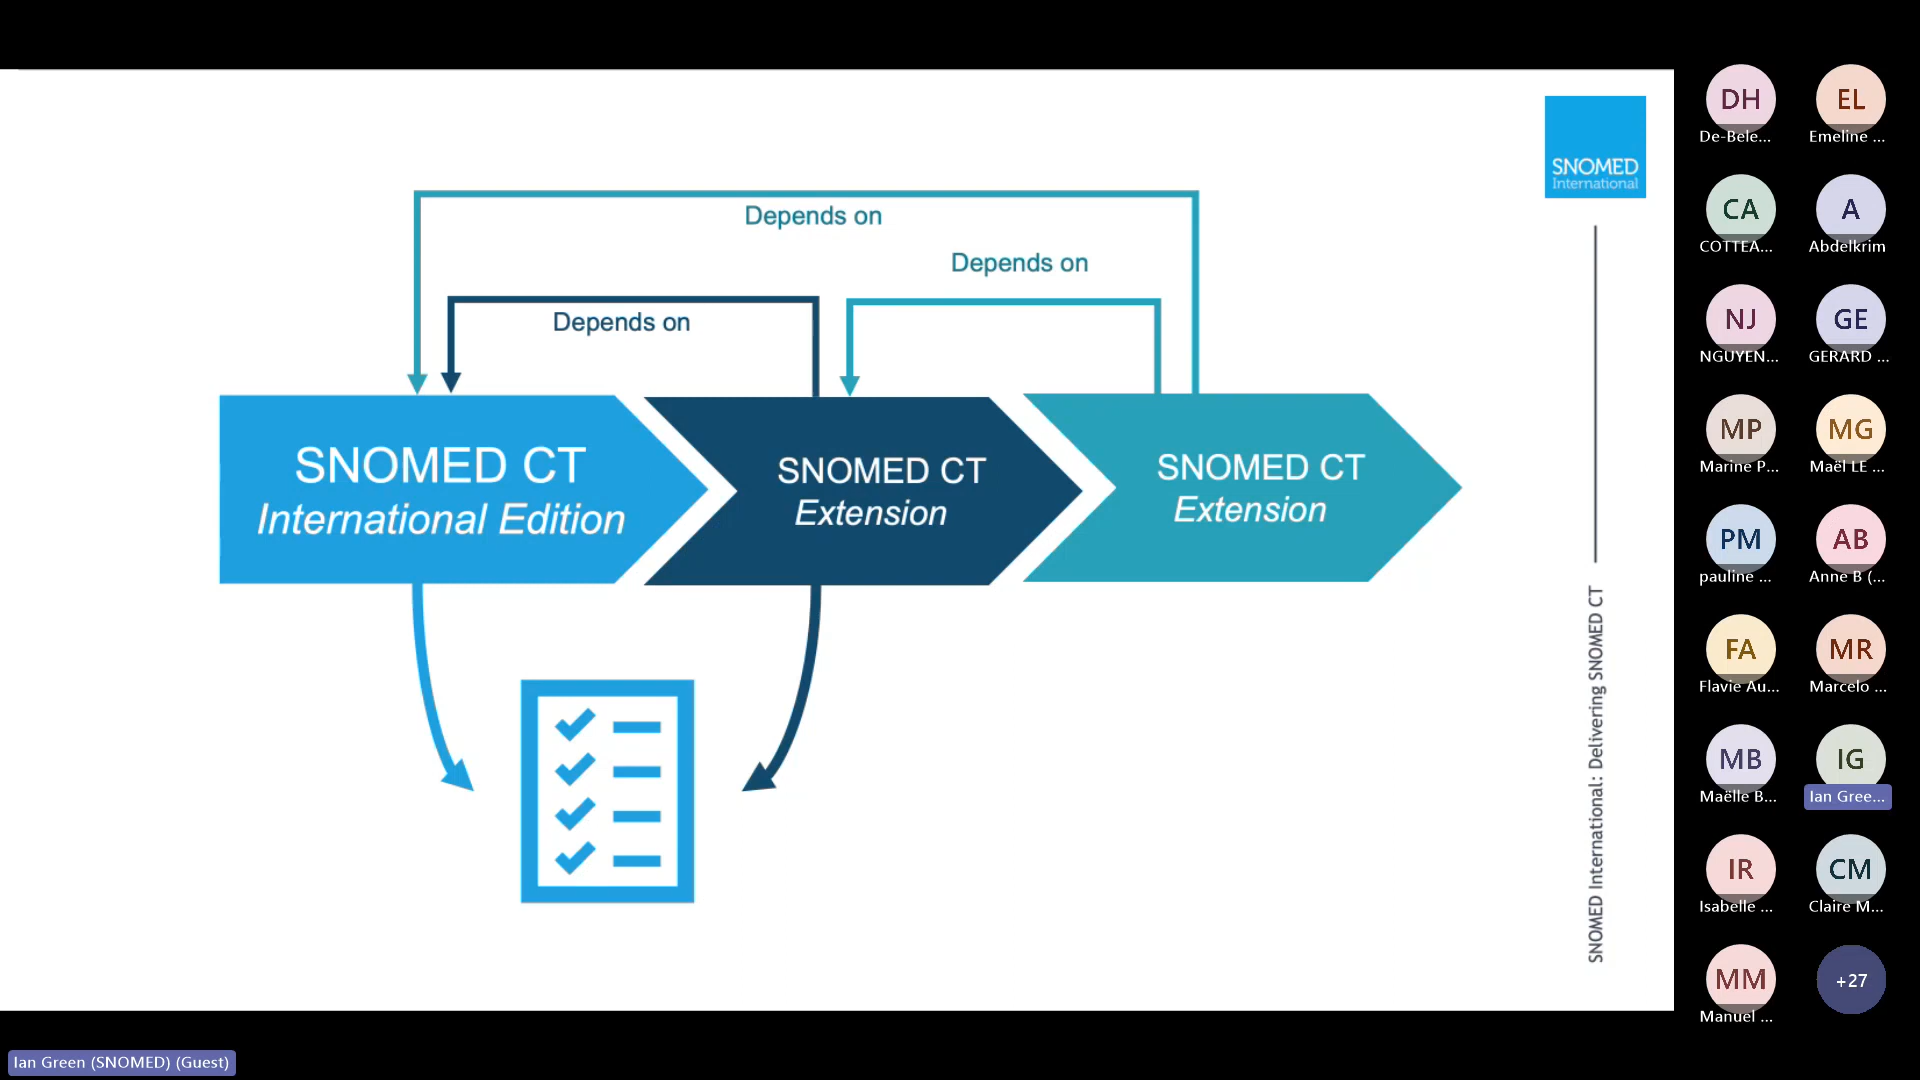 SNOMED
International
Depends on
Depends on
Depends on
SNOMED CT
International Edition
SNOMED CT
Extension
SNOMED CT
Extension
SNOMED International: Delivering SNOMED CT
DH
De-Bele...
EL
Emeline ...
CA
COTTEA...
A
Abdelkrim
NJ
NGUYEN...
GE
GERARD ...
MP
Marine P...
MG
Maël LE ...
PM
pauline ...
AB
Anne B (...
FA
Flavie Au...
MR
Marcelo ...
MB
Maëlle B...
IG
Ian Gree...
IR
Isabelle ...
CM
Claire M...
MM
Manuel ...
+27
Ian Green (SNOMED) (Guest)